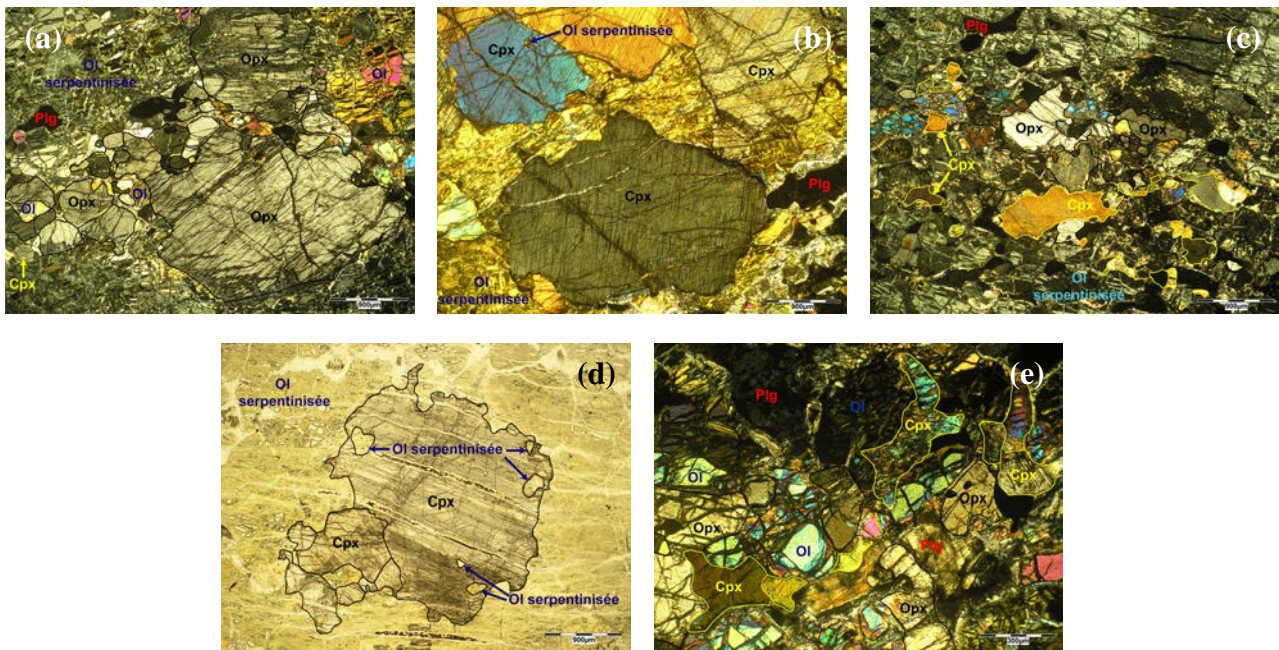 (a)
Ol
serpentinisée
Opx
Ol
Plg
Ol
Ol
Opx
Opx
Cpx
900µm
(b)
Ol serpentinisée
Cpx
Cpx
Cpx
Plg
Ol
serpentinisée
900µm
(c)
Plg
Opx
Opx
Cpx
Cpx
Ol
serpentinisée
900µm
(d)
Ol
serpentinisée
Ol serpentinisée
Cpx
Cpx
Ol serpentinisée
900µm
(e)
Plg
Ol
Cpx
Ol
Cpx
Opx
Opx
Ol
Plg
Cpx
Opx
300µm